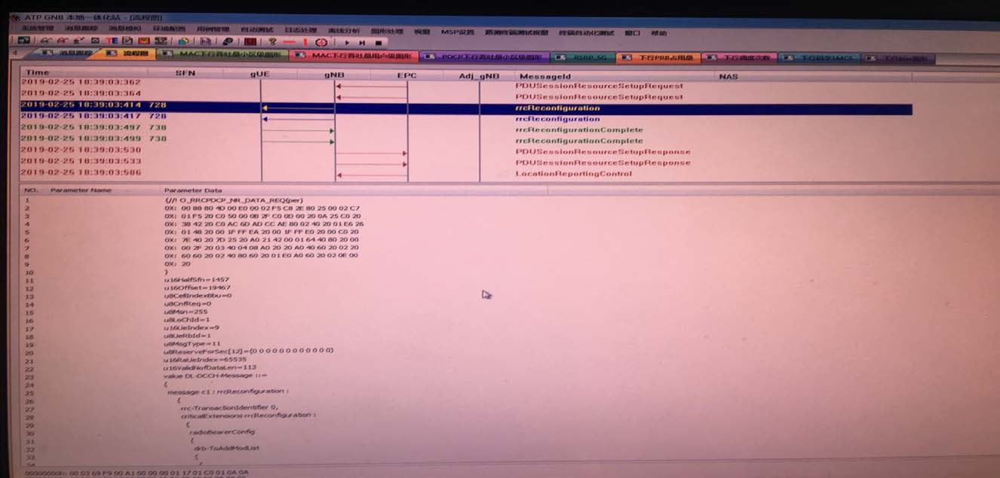 ATP GNB 本地一体化站 - [流程图]
系统管理 消息跟踪 消息模拟 环境配置 用例管理 自动测试 日志处理 离线分析 图形处理 视窗 MSP设置 路测终端测试视图 终端自动化测试 窗口 帮助
消息跟踪 流程图 MAC下行吞吐量小区级图形 MAC下行吞吐量用户级图形 PDCP下行吞吐量小区级图形 RSRP_5G 下行PRB占用量 下行调度次数
Time SFN gUE gNB EPC Adj_gNB MessageId NAS
2019-02-25 18:39:03:362 PDUSessionResourceSetupRequest
2019-02-25 18:39:03:364 PDUSessionResourceSetupRequest
2019-02-25 18:39:03:414 728 rrcReconfiguration
2019-02-25 18:39:03:417 728 rrcReconfiguration
2019-02-25 18:39:03:497 738 rrcReconfigurationComplete
2019-02-25 18:39:03:499 738 rrcReconfigurationComplete
2019-02-25 18:39:03:530 PDUSessionResourceSetupResponse
2019-02-25 18:39:03:533 PDUSessionResourceSetupResponse
2019-02-25 18:39:03:586 LocationReportingControl
NO. Parameter Name Parameter Data
1 {//! O_RRCPDCP_NR_DATA_REQ(per)
2 0X: 00 88 80 4D 00 E0 00 02 F5 C8 2E 80 25 00 02 C7
3 0X: 01 F5 20 C0 50 00 0B 2F C0 0D 00 20 0A 25 C0 20
4 0X: 38 42 20 C0 AC 6D AD CC AE 80 02 40 20 01 E6 26
5 0X: 01 48 20 00 1F FF EA 20 00 1F FF E0 20 00 C0 20
6 0X: 7E 40 20 7D 25 20 A0 21 42 00 01 64 40 80 20 00
7 0X: 00 2F 20 03 40 04 08 A0 20 20 A0 40 60 20 02 20
8 0X: 60 60 20 02 40 80 60 20 01 E0 A0 60 20 02 0E 00
9 0X: 20
10 }
11 u16HalfSfn=1457
12 u16Offset=19467
13 u8CellIndexBbu=0
14 u8CnfReq=0
15 u8Msn=255
16 u8LoChId=1
17 u16UeIndex=9
18 u8UeRbId=1
19 u8MsgType=11
20 u8ReserveForSec[12]={0 0 0 0 0 0 0 0 0 0 0 0}
21 u16RaUeIndex=65535
22 u16ValidNofDataLen=113
23 value DL-DCCH-Message ::=
24 {
25 message c1 : rrcReconfiguration :
26 {
27 rrc-TransactionIdentifier 0,
28 criticalExtensions rrcReconfiguration :
29 {
30 radioBearerConfig
31 {
32 drb-ToAddModList
33 {
34 {
00000000H: 00 03 69 F9 00 A1 00 00 00 01 17 01 C0 01 0A 0A